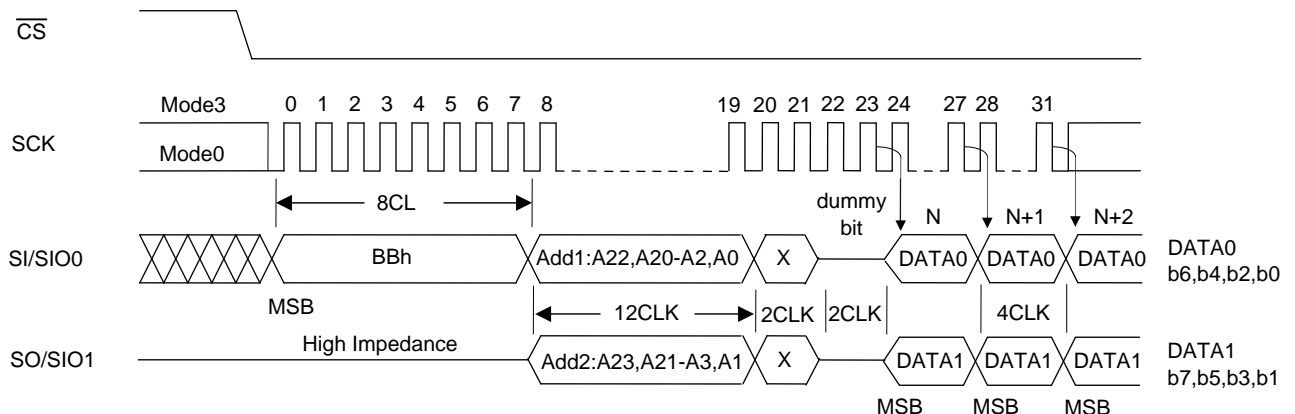 CS
Mode3 0 1 2 3 4 5 6 7 8 19 20 21 22 23 24 27 28 31
SCK
Mode0
8CL
dummy bit
N N+1 N+2
SI/SIO0 BBh Add1:A22,A20-A2,A0 X DATA0 DATA0 DATA0
DATA0
b6,b4,b2,b0
MSB
12CLK 2CLK 2CLK 4CLK
High Impedance
SO/SIO1 Add2:A23,A21-A3,A1 X DATA1 DATA1 DATA1
DATA1
b7,b5,b3,b1
MSB MSB MSB